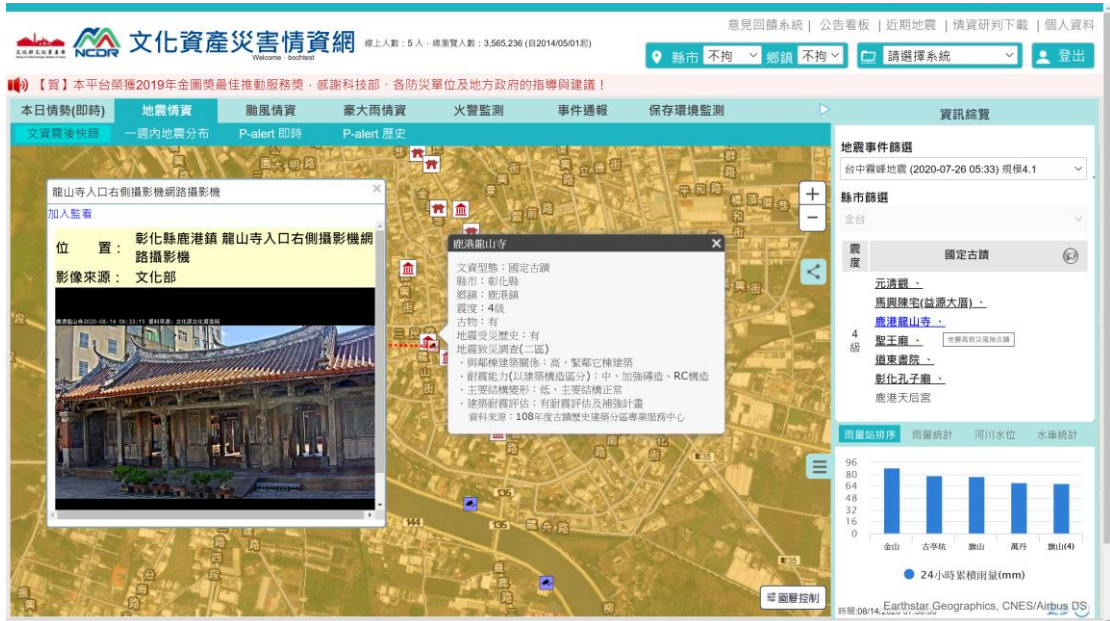 意見回饋系統 | 公告看板 | 近期地震 | 情資研判下載 | 個人資料
NCDR
文化資產災害情資網
Welcome · bochtest
線上人數：5 人，總瀏覽人數：3,565,236 (自2014/05/01起)
縣市 不拘 鄉鎮 不拘 請選擇系統 登出
【賀】本平台榮獲2019年金圖獎最佳推動服務獎，感謝科技部、各防災單位及地方政府的指導與建議！
本日情勢(即時) 地震情資 颱風情資 豪大雨情資 火警監測 事件通報 保存環境監測
文資震後快篩 一週內地震分布 P-alert 即時 P-alert 歷史
龍山寺入口右側攝影機網路攝影機
加入監看
位 置： 彰化縣鹿港鎮 龍山寺入口右側攝影機網
路攝影機
影像來源： 文化部
鹿港龍山寺
文資型態：國定古蹟
縣市：彰化縣
鄉鎮：鹿港鎮
震度：4級
古物：有
地震受災歷史：有
地震致災調查(二區)
·與鄰棟建築關係：高，緊鄰它棟建築
·耐震能力(以建築構造區分)：中，加強磚造、RC構造
·主要結構變形：低，主要結構正常
·建築耐震評估：有耐震評估及補強計畫
資料來源：108年度古蹟歷史建築分區專業服務中心
144
135
135
圖層控制
資訊綜覽
地震事件篩選
台中霧峰地震 (2020-07-26 05:33) 規模4.1
縣市篩選
全台
震度
國定古蹟
4級
元清觀 、
馬興陳宅(益源大厝) 、
鹿港龍山寺 、
聖王廟 、
地震高致災風險古蹟
道東書院 、
彰化孔子廟 、
鹿港天后宮
雨量站排序 雨量統計 河川水位 水庫統計
96
80
64
48
32
16
0
金山 古亭坑 旗山 萬丹 旗山(4)
24小時累積雨量(mm)
Earthstar Geographics, CNES/Airbus DS